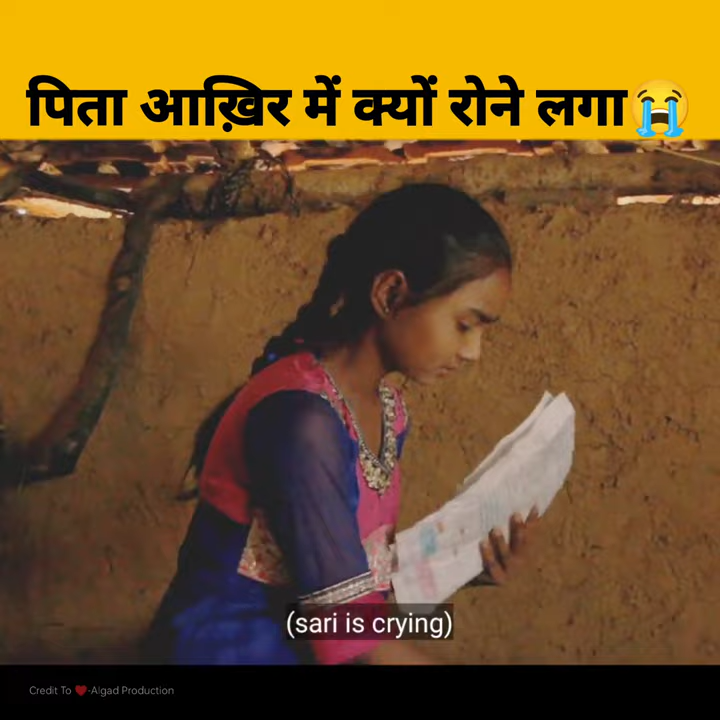 पिता आख़िर में क्यों रोने लगा😭
(sari is crying)
Credit To ❤️-Algad Production